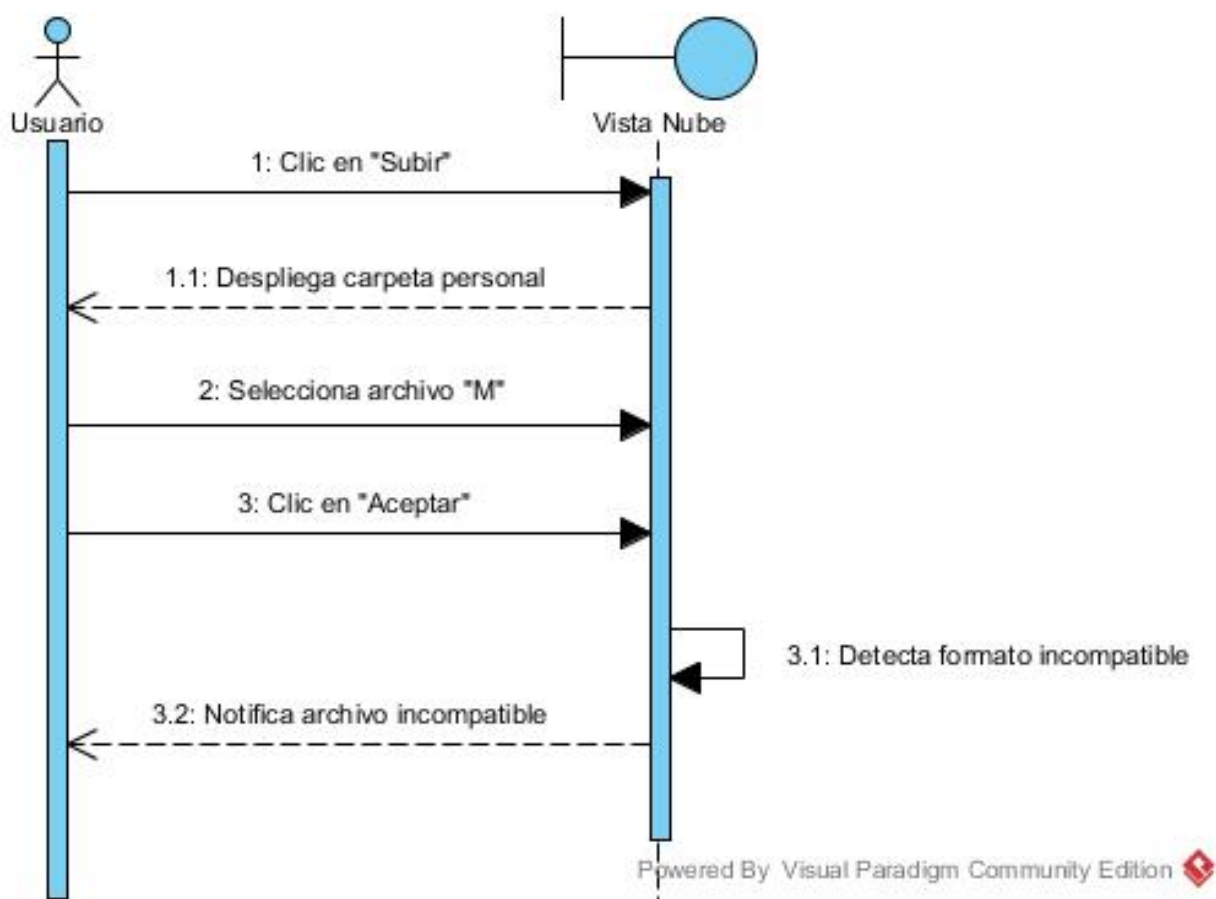 Usuario
Vista Nube
1: Clic en "Subir"
1.1: Despliega carpeta personal
2: Selecciona archivo "M"
3: Clic en "Aceptar"
3.1: Detecta formato incompatible
3.2: Notifica archivo incompatible
Powered By Visual Paradigm Community Edition